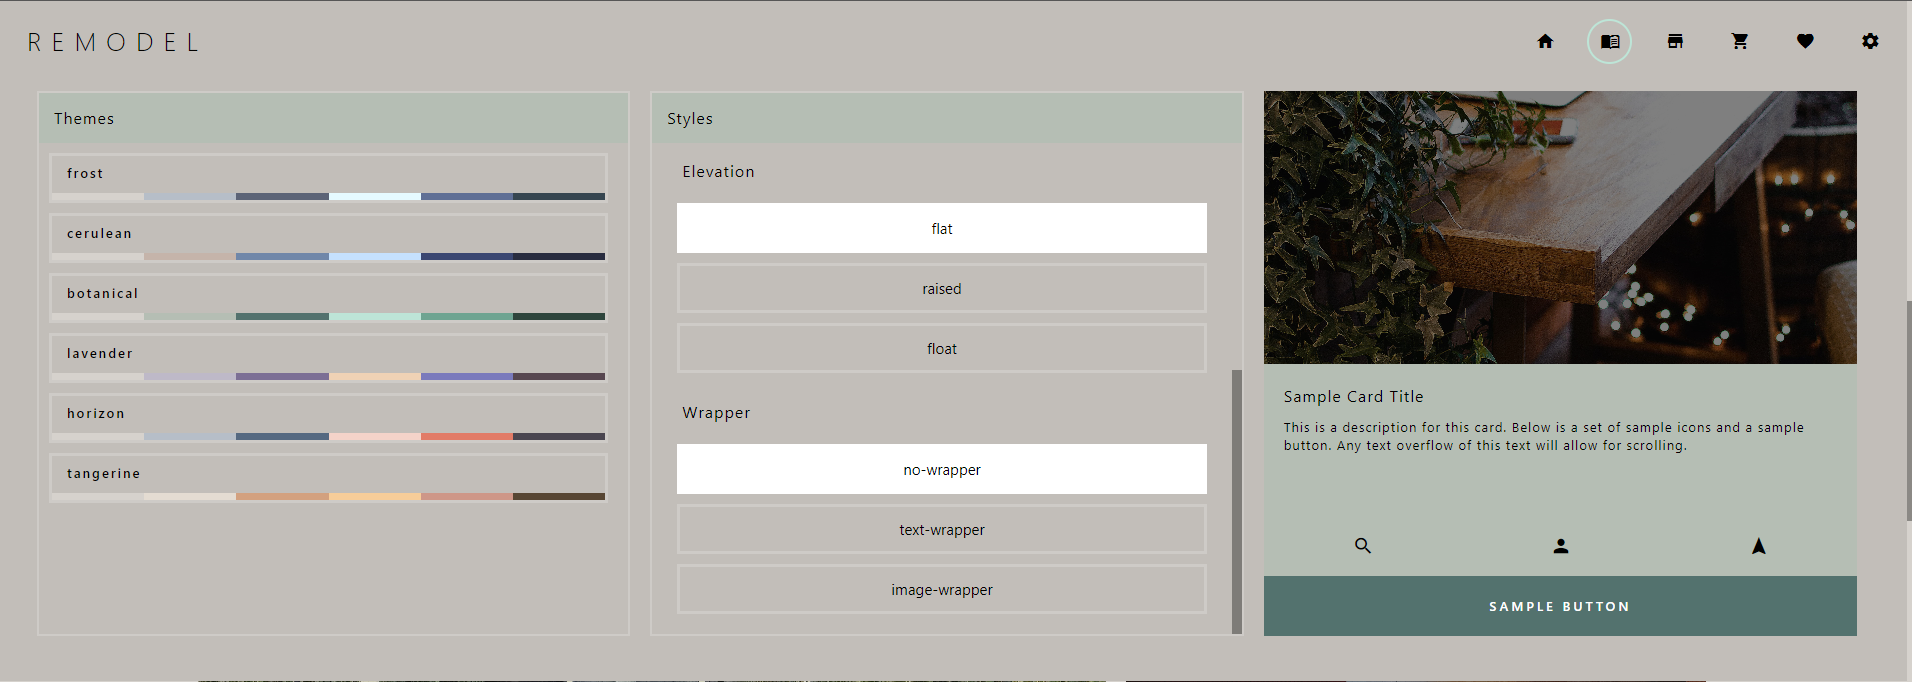 REMODEL
Themes
frost
cerulean
botanical
lavender
horizon
tangerine
Styles
Elevation
flat
raised
float
Wrapper
no-wrapper
text-wrapper
image-wrapper
Sample Card Title
This is a description for this card. Below is a set of sample icons and a sample
button. Any text overflow of this text will allow for scrolling.
SAMPLE BUTTON